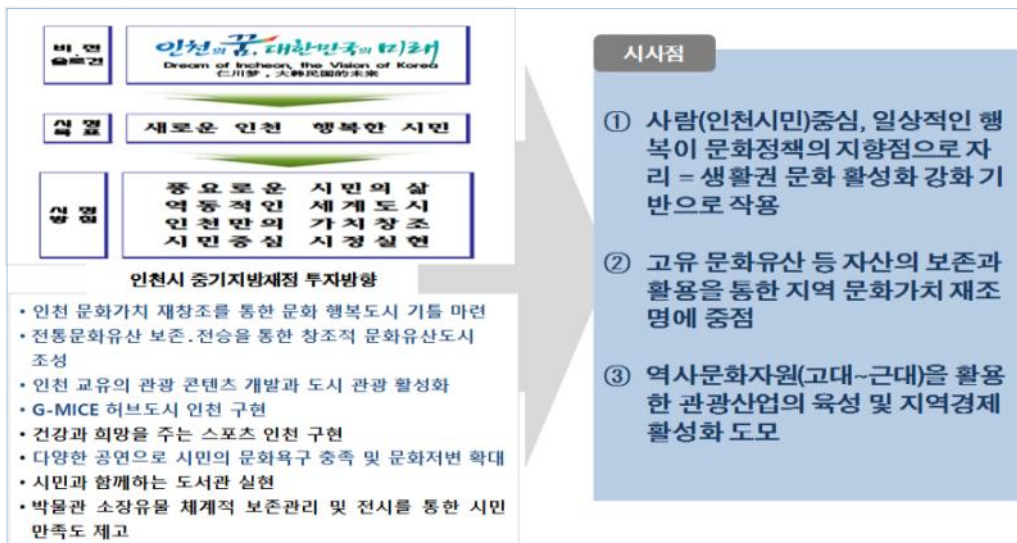 비 전
슬로건
인천의 꿈, 대한민국의 미래
Dream of Incheon, the Vision of Korea
仁川梦，大韩民国的未来
시 정
목 표
새로운 인천 행복한 시민
시 정
방 침
풍요로운 시민의 삶
역동적인 세계도시
인천만의 가치창조
시민중심 시정실현
인천시 중기지방재정 투자방향
• 인천 문화가치 재창조를 통한 문화 행복도시 기틀 마련
• 전통문화유산 보존.전승을 통한 창조적 문화유산도시
조성
• 인천 교유의 관광 콘텐츠 개발과 도시 관광 활성화
• G-MICE 허브도시 인천 구현
• 건강과 희망을 주는 스포츠 인천 구현
• 다양한 공연으로 시민의 문화욕구 충족 및 문화저변 확대
• 시민과 함께하는 도서관 실현
• 박물관 소장유물 체계적 보존관리 및 전시를 통한 시민
만족도 제고
시사점
① 사람(인천시민)중심, 일상적인 행
복이 문화정책의 지향점으로 자
리 = 생활권 문화 활성화 강화 기
반으로 작용
② 고유 문화유산 등 자산의 보존과
활용을 통한 지역 문화가치 재조
명에 중점
③ 역사문화자원(고대~근대)을 활용
한 관광산업의 육성 및 지역경제
활성화 도모